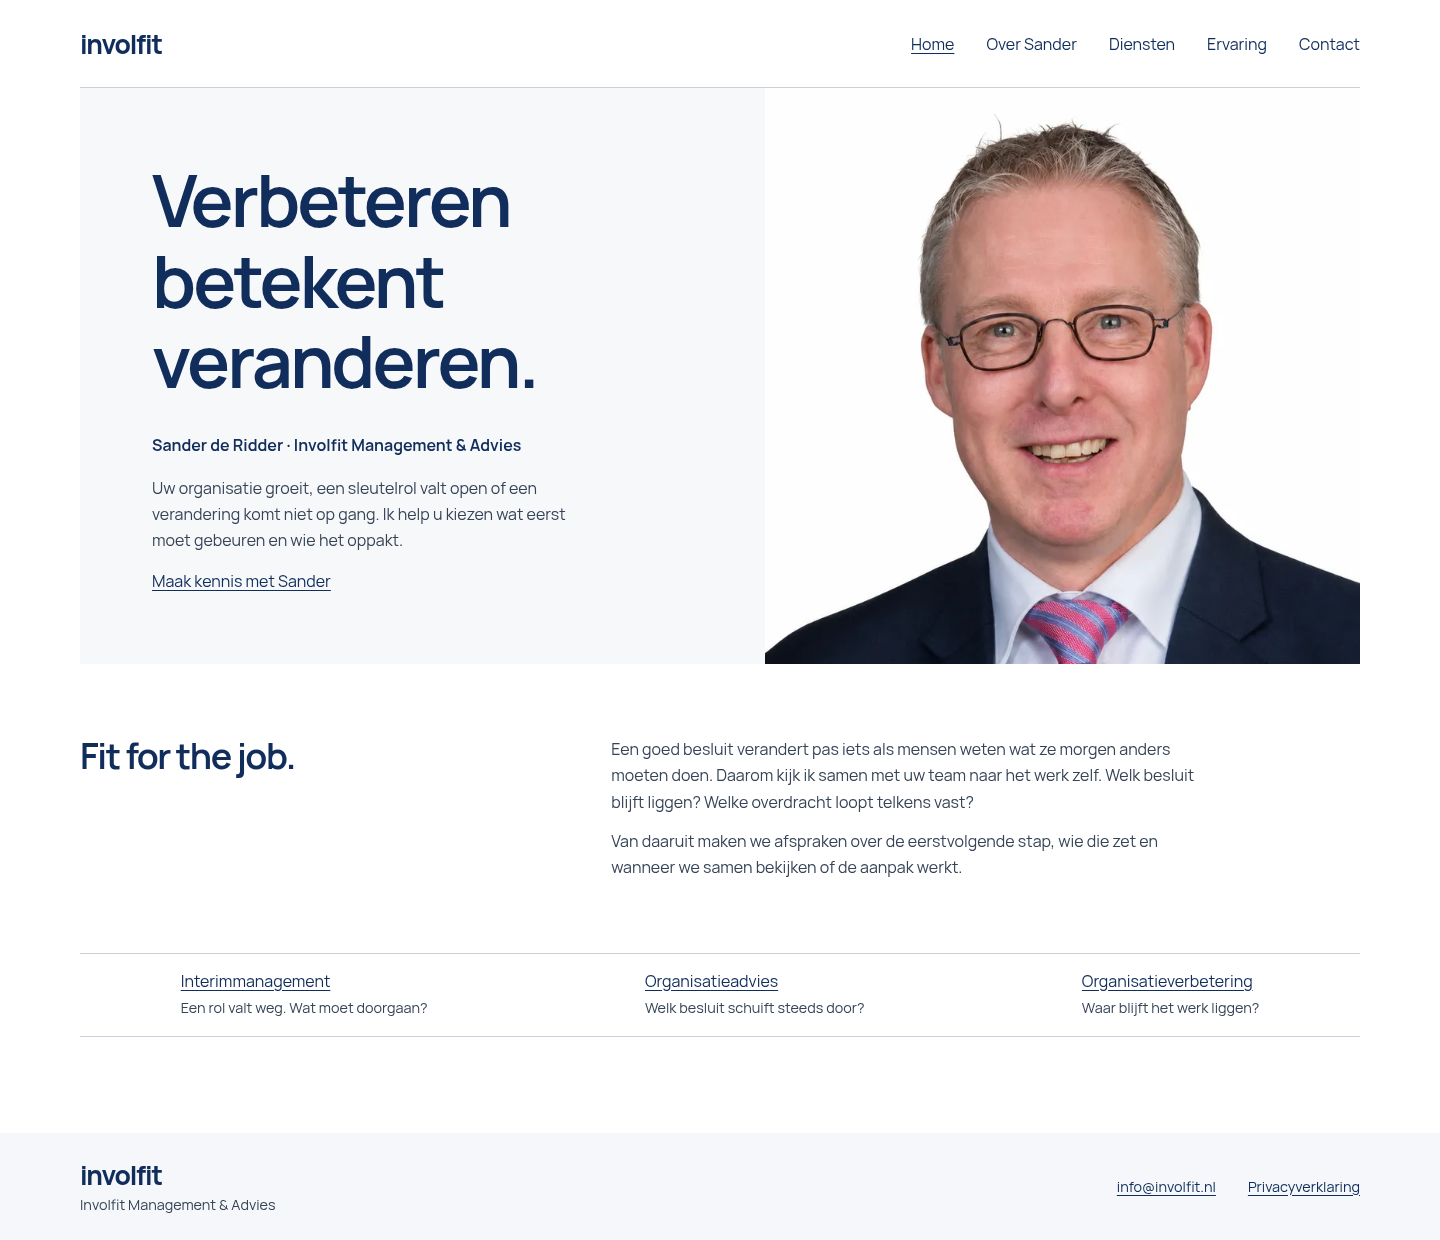 involfit
Home Over Sander Diensten Ervaring Contact
Verbeteren
betekent
veranderen.
Sander de Ridder · Involfit Management & Advies
Uw organisatie groeit, een sleutelrol valt open of een
verandering komt niet op gang. Ik help u kiezen wat eerst
moet gebeuren en wie het oppakt.
Maak kennis met Sander
Fit for the job.
Een goed besluit verandert pas iets als mensen weten wat ze morgen anders
moeten doen. Daarom kijk ik samen met uw team naar het werk zelf. Welk besluit
blijft liggen? Welke overdracht loopt telkens vast?
Van daaruit maken we afspraken over de eerstvolgende stap, wie die zet en
wanneer we samen bekijken of de aanpak werkt.
Interimmanagement
Een rol valt weg. Wat moet doorgaan?
Organisatieadvies
Welk besluit schuift steeds door?
Organisatieverbetering
Waar blijft het werk liggen?
involfit
Involfit Management & Advies
info@involfit.nl Privacyverklaring